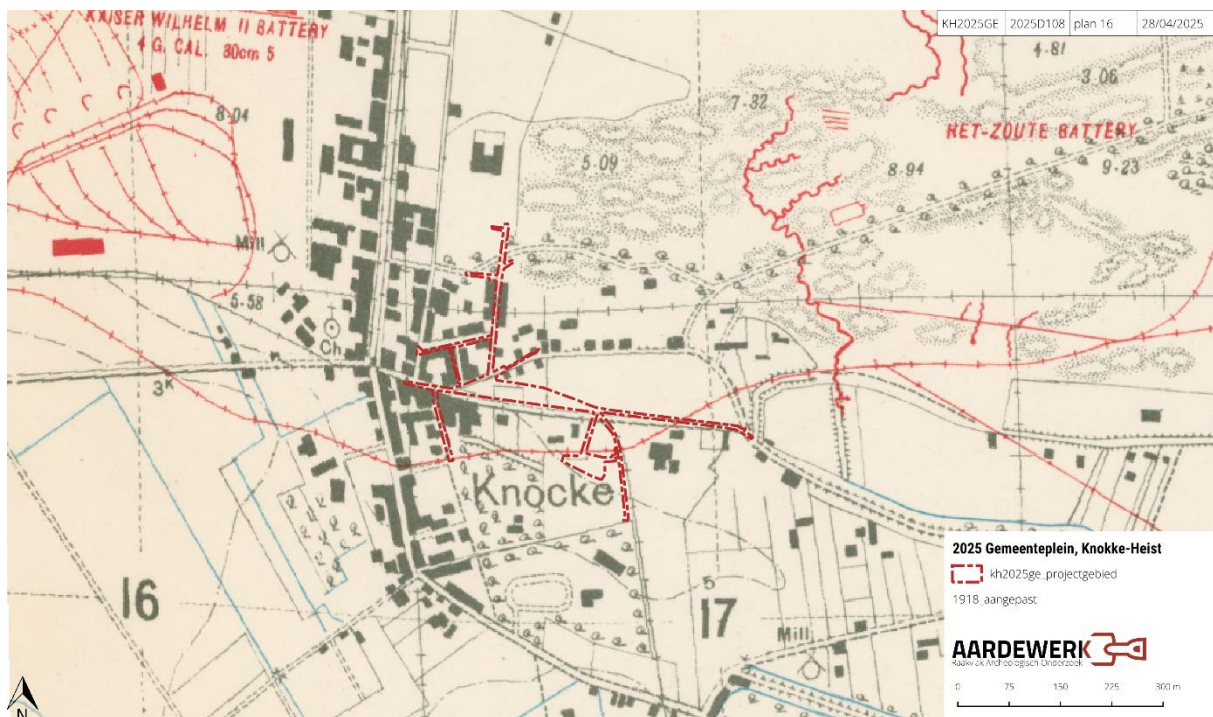 KH2025GE 2025D108 plan 16 28/04/2025
KAISER WILHELM II BATTERY
4 G. CAL. 30cm 5
8·04
4·81
3·06
7·32
HET-ZOUTE BATTERY
5·09
8·94
9·23
Mill
5·58
Ch.
3ᴷ
Knocke
16
17
5
Mill
2025 Gemeenteplein, Knokke-Heist
kh2025ge_projectgebied
1918_aangepast
AARDEWERK
Raakvlak Archeologisch Onderzoek
0 75 150 225 300 m
N